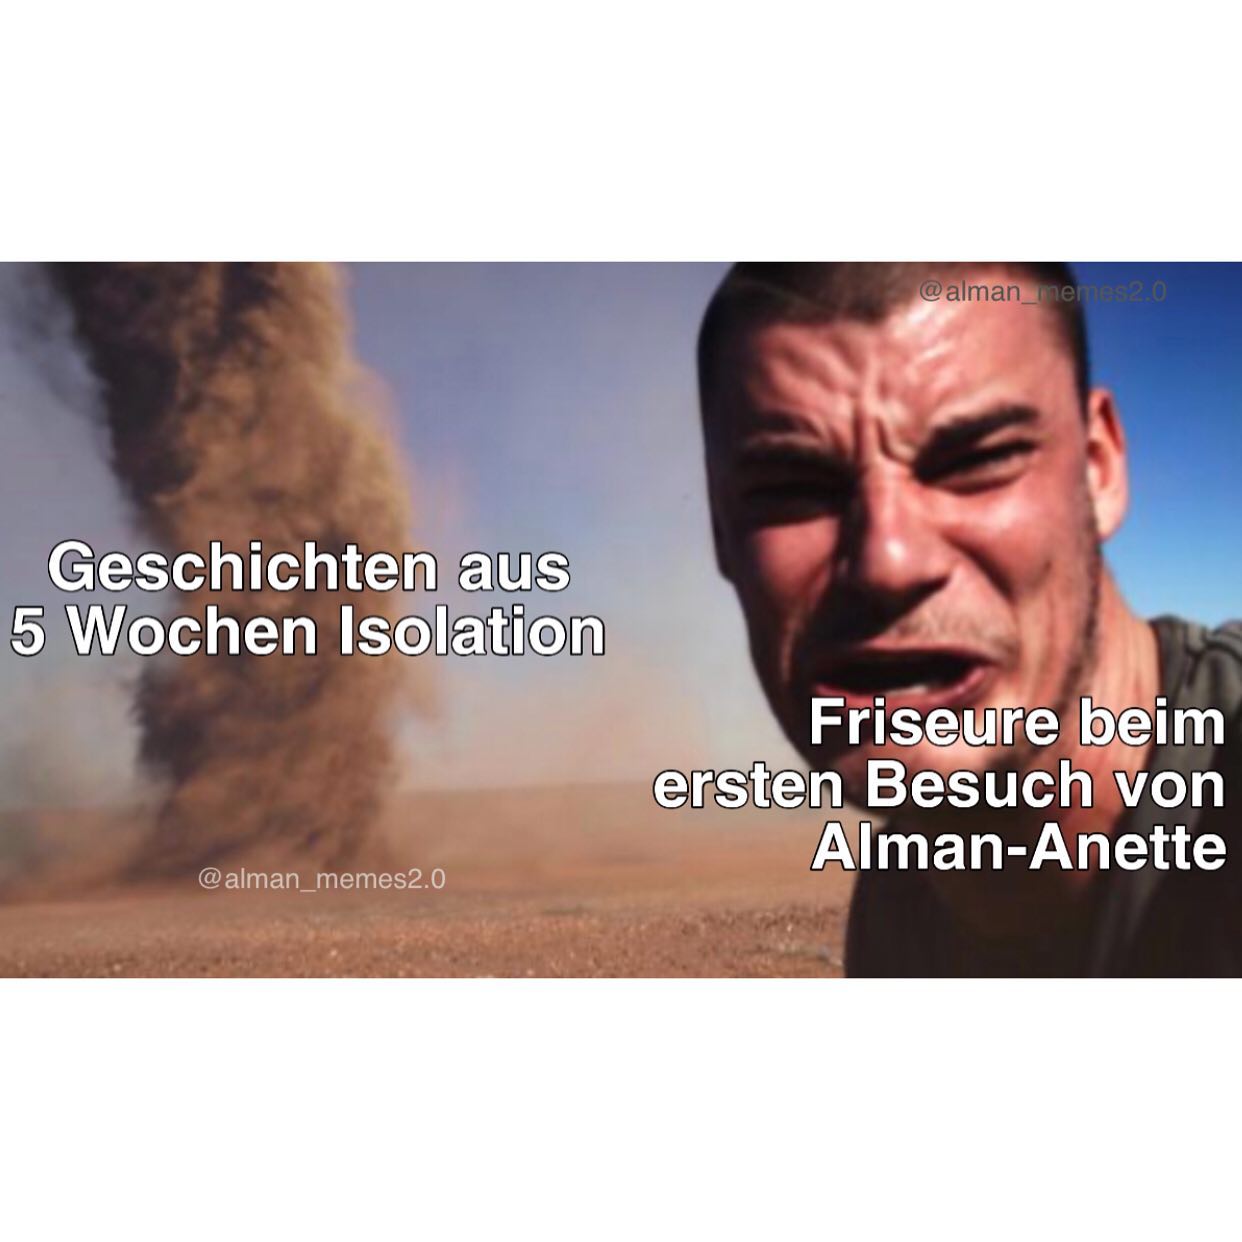 @alman_memes2.0
Geschichten aus
5 Wochen Isolation
Friseure beim
ersten Besuch von
Alman-Anette
@alman_memes2.0